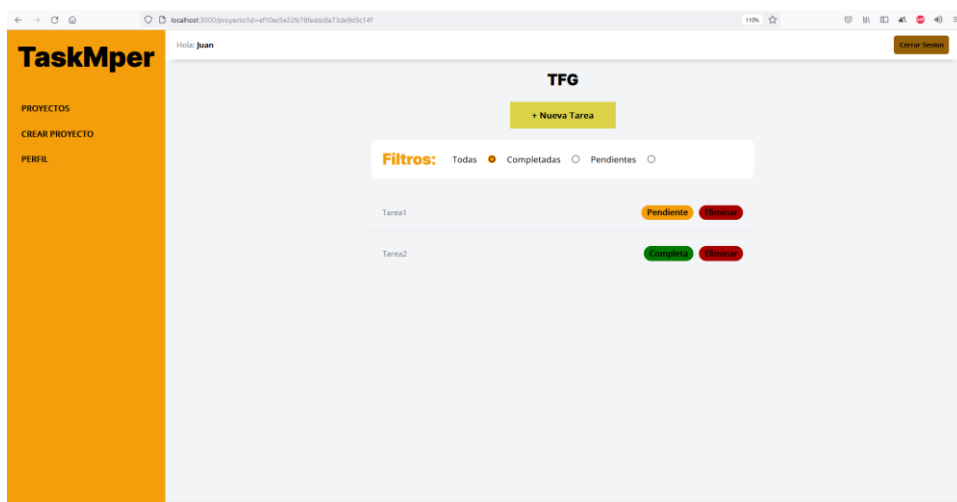 localhost:3000/proyecto?id=
110%
TaskMper
Hola: Juan
Cerrar Sesion
PROYECTOS
CREAR PROYECTO
PERFIL
TFG
+ Nueva Tarea
Filtros: Todas Completadas Pendientes
Tarea1 Pendiente Eliminar
Tarea2 Completa Eliminar